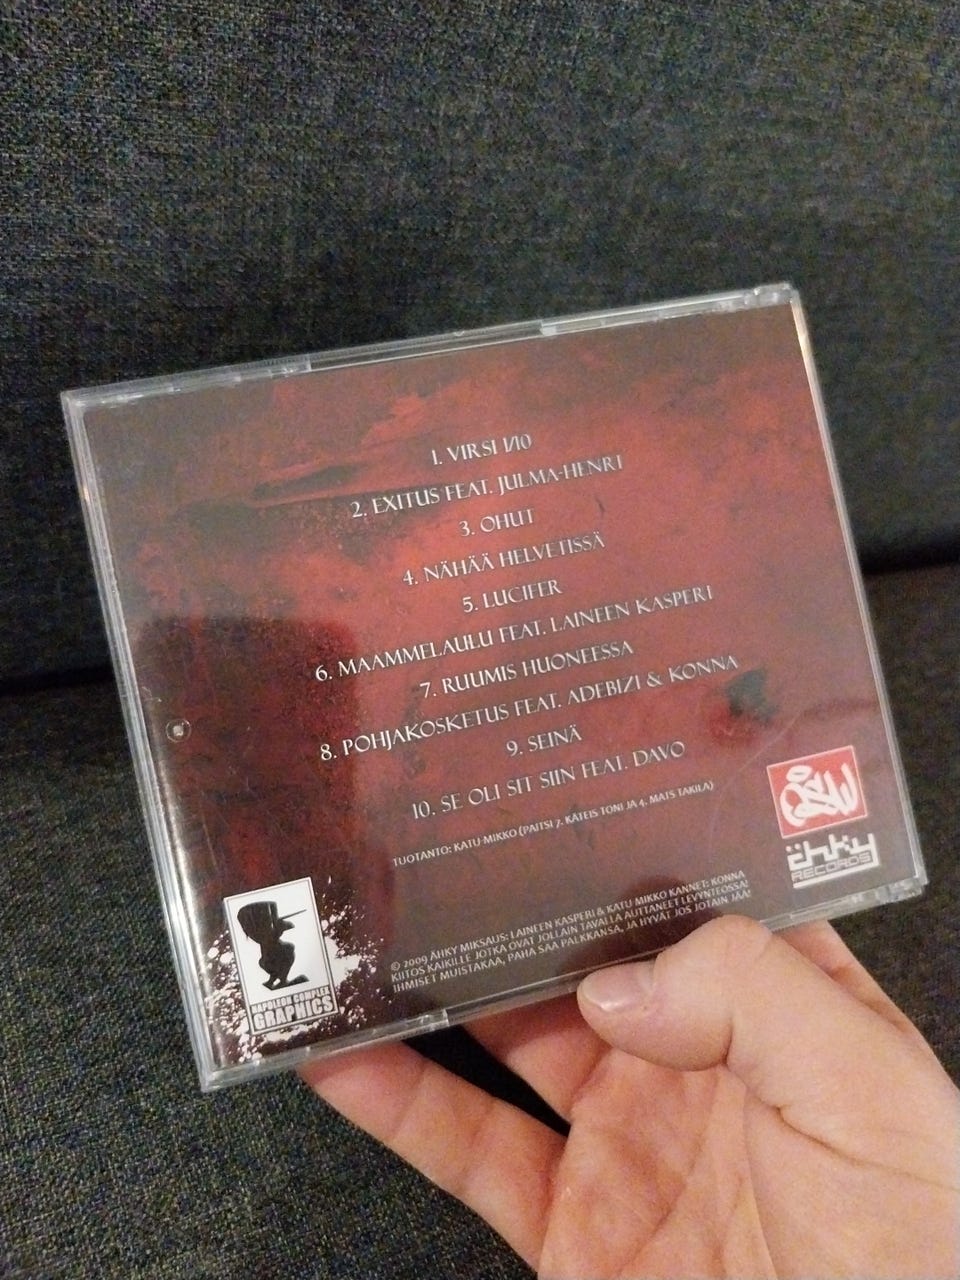 1. VIRSI 1/10
2. EXITUS FEAT. JULMA-HENRI
3. OHUT
4. NÄHÄÄ HELVETISSÄ
5. LUCIFER
6. MAAMMELAULU FEAT. LAINEEN KASPERI
7. RUUMIS HUONEESSA
8. POHJAKOSKETUS FEAT. ADEBIZI & KONNA
9. SEINÄ
10. SE OLI SIT SIIN FEAT. DAVO
TUOTANTO: KATU-MIKKO (PAITSI 7. KÄTEIS TONI JA 4. MATS TAKILA)
© 2009 ÄHKY MIKSAUS: LAINEEN KASPERI & KATU MIKKO KANNET: KONNA
KIITOS KAIKILLE JOTKA OVAT JOLLAIN TAVALLA AUTTANEET LEVYNTEOSSA!
IHMISET MUISTAKAA, PAHA SAA PALKKANSA, JA HYVÄT JOS JOTAIN JÄÄ!
NAPOLEON COMPLEX
GRAPHICS
ÄHKY
RECORDS